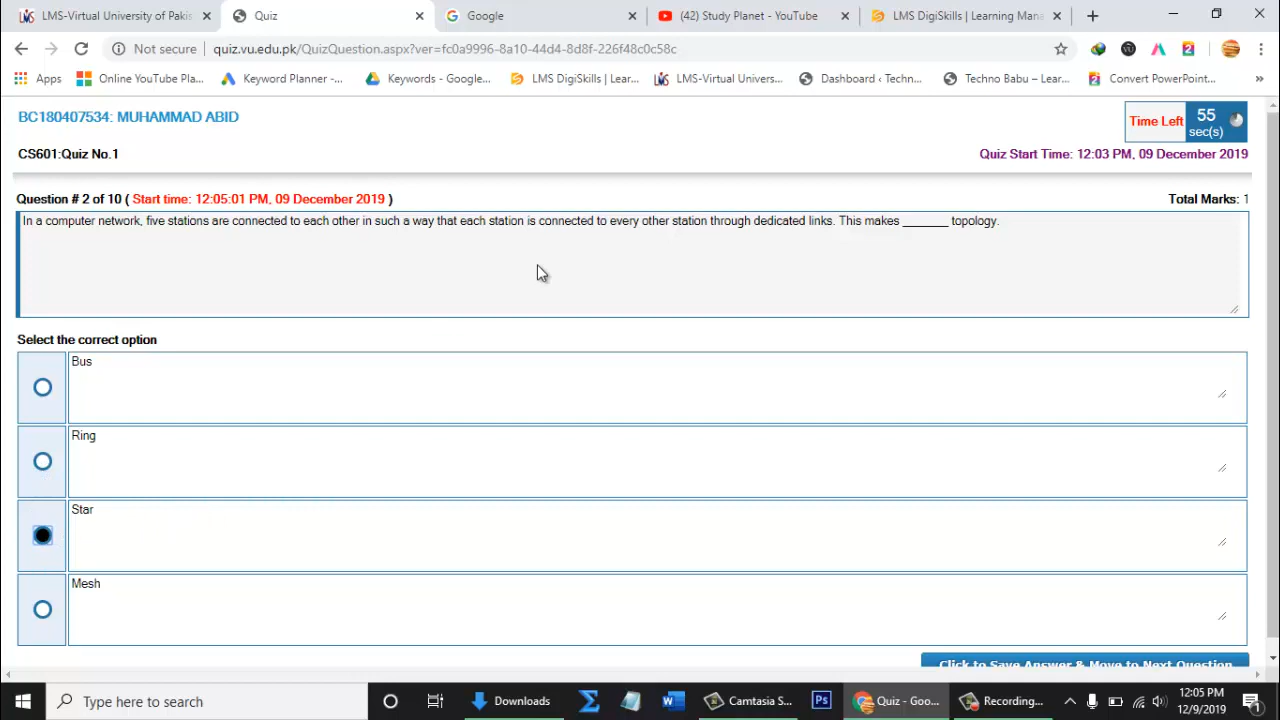 LMS-Virtual University of Pakis
Quiz
Google
(42) Study Planet - YouTube
LMS DigiSkills | Learning Mana
Not secure
quiz.vu.edu.pk/QuizQuestion.aspx?ver=fc0a9996-8a10-44d4-8d8f-226f48c0c58c
Apps
Online YouTube Pla...
Keyword Planner -...
Keywords - Google...
LMS DigiSkills | Lear...
LMS-Virtual Univers...
Dashboard ‹ Techn...
Techno Babu – Lear...
Convert PowerPoint...
»
BC180407534: MUHAMMAD ABID
Time Left
55
sec(s)
CS601:Quiz No.1
Quiz Start Time: 12:03 PM, 09 December 2019
Question # 2 of 10 ( Start time: 12:05:01 PM, 09 December 2019 )
Total Marks: 1
In a computer network, five stations are connected to each other in such a way that each station is connected to every other station through dedicated links. This makes _______ topology.
Select the correct option
Bus
Ring
Star
Mesh
Click to Save Answer & Move to Next Question
Type here to search
Downloads
Camtasia S...
Ps
Quiz - Goo...
Recording...
12:05 PM
12/9/2019
1